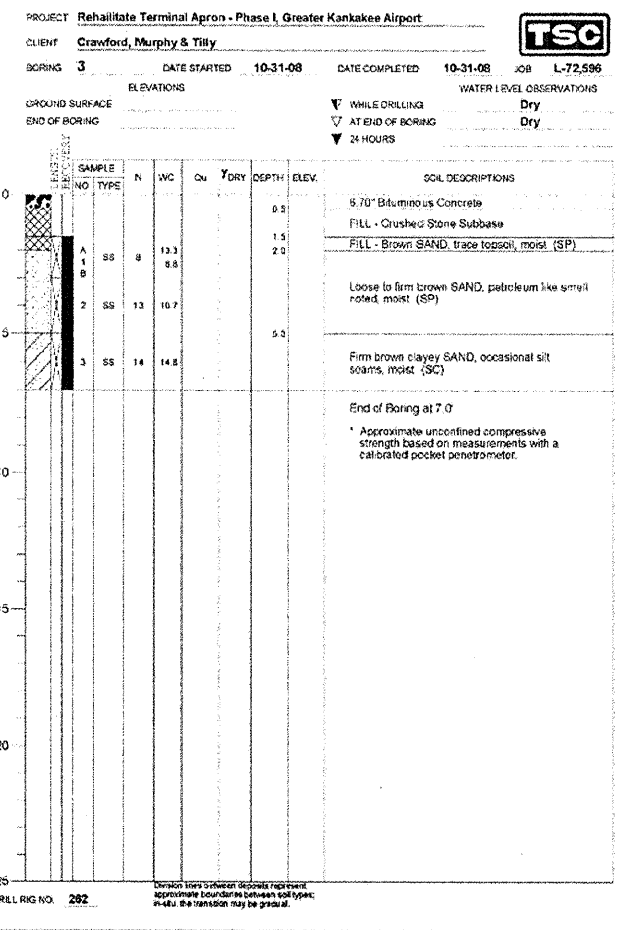 PROJECT Rehailitate Terminal Apron - Phase I, Greater Kankakee Airport
TSC
CLIENT Crawford, Murphy & Tilly
BORING 3 DATE STARTED 10-31-08 DATE COMPLETED 10-31-08 JOB L-72,596
ELEVATIONS WATER LEVEL OBSERVATIONS
GROUND SURFACE WHILE DRILLING Dry
END OF BORING AT END OF BORING Dry
24 HOURS
LENGTH RECOVERY SAMPLE NO TYPE N WC Qu γDRY DEPTH ELEV. SOIL DESCRIPTIONS
0
6.70" Bituminous Concrete
0.5
FILL - Crushed Stone Subbase
1.5
FILL - Brown SAND, trace topsoil, moist (SP)
2.0
A 13.3
1 SS 8 6.8
B
Loose to firm brown SAND, petroleum like smell
noted, moist (SP)
2 SS 13 10.7
5 5.0
Firm brown clayey SAND, occasional silt
seams, moist (SC)
3 SS 14 14.8
End of Boring at 7.0'
* Approximate unconfined compressive
strength based on measurements with a
calibrated pocket penetrometer.
0
5
20
25
Division lines between deposits represent
approximate boundaries between soil types;
in-situ, the transition may be gradual.
RILL RIG NO. 262